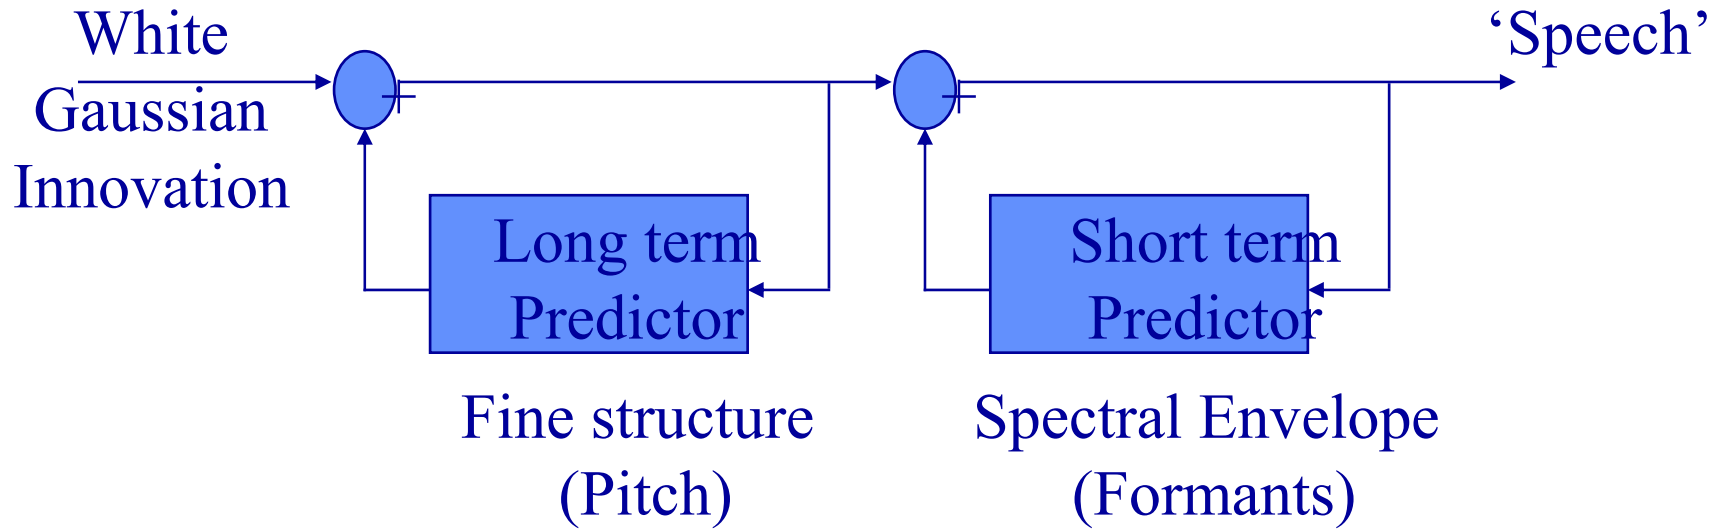 White
Gaussian
Innovation
+
+
‘Speech’
Long term
Predictor
Short term
Predictor
Fine structure
(Pitch)
Spectral Envelope
(Formants)